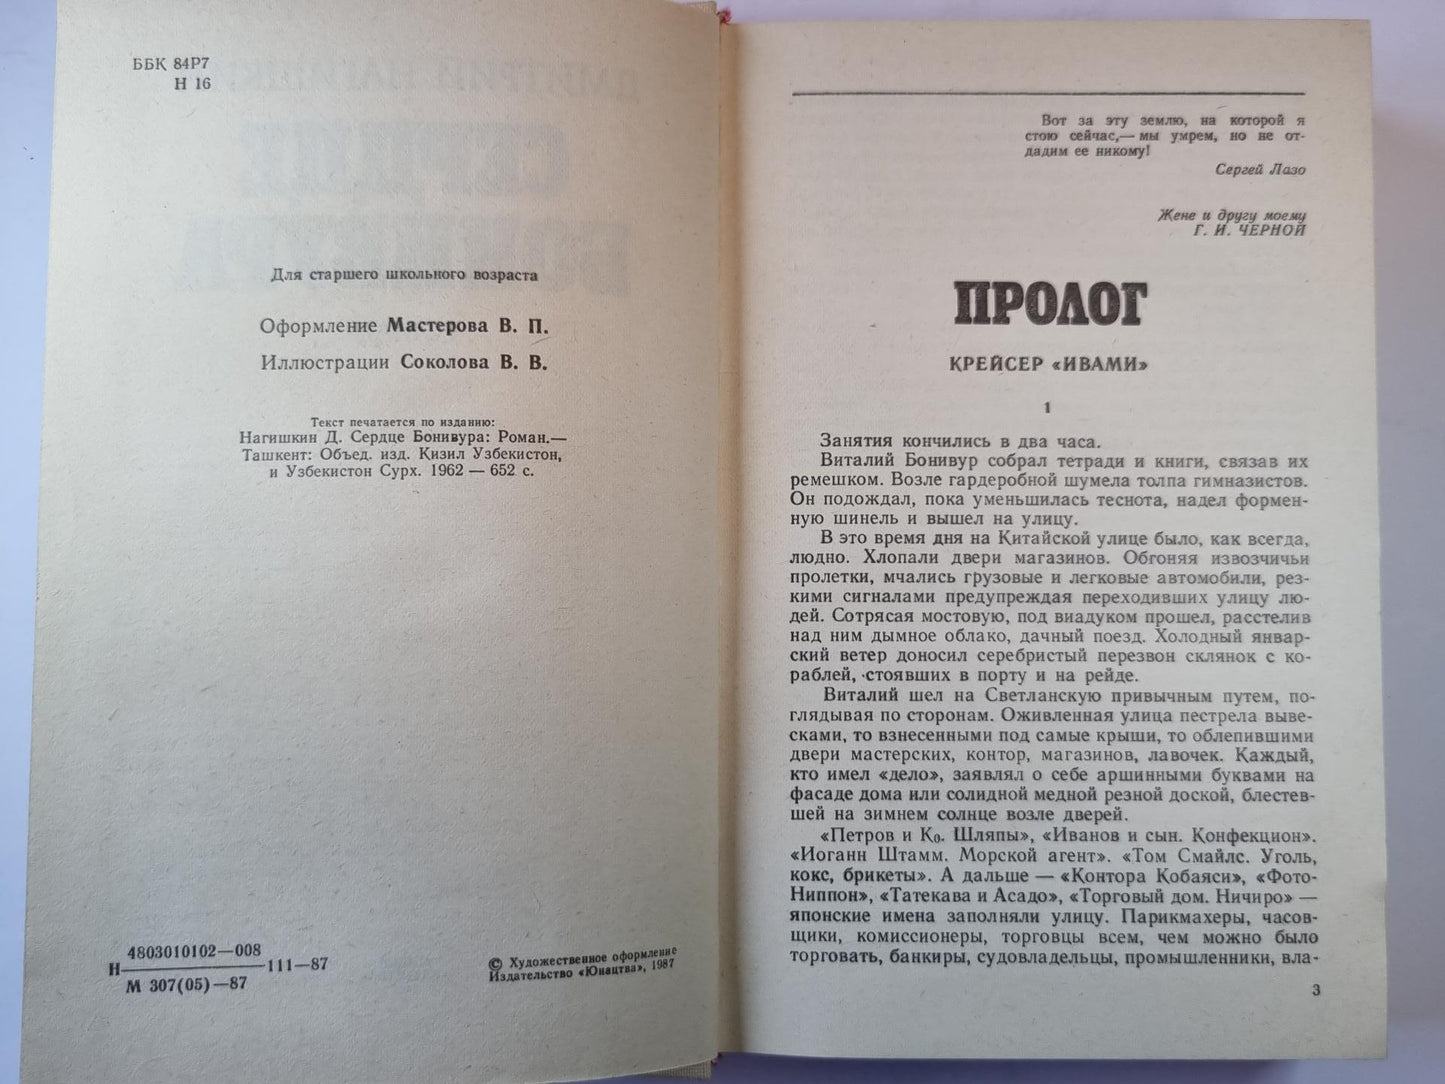 ББК 84Р7
Н 16
Для старшего школьного возраста
Оформление Мастерова В. П.
Иллюстрации Соколова В. В.
Текст печатается по изданию:
Нагишкин Д. Сердце Бонивура: Роман.—
Ташкент: Объед. изд. Қизил Узбекистон,
и Узбекистон Сурх. 1962 — 652 с.
4803010102—008
Н—111—87
М 307(05)—87
© Художественное оформление
Издательство «Юнацтва», 1987
Вот за эту землю, на которой я
стою сейчас,— мы умрем, но не от-
дадим ее никому!
Сергей Лазо
Жене и другу моему
Г. И. ЧЕРНОЙ
ПРОЛОГ
КРЕЙСЕР «ИВАМИ»
1
Занятия кончились в два часа.
Виталий Бонивур собрал тетради и книги, связав их
ремешком. Возле гардеробной шумела толпа гимназистов.
Он подождал, пока уменьшилась теснота, надел формен-
ную шинель и вышел на улицу.
В это время дня на Китайской улице было, как всегда,
людно. Хлопали двери магазинов. Обгоняя извозчичьи
пролетки, мчались грузовые и легковые автомобили, рез-
кими сигналами предупреждая переходивших улицу лю-
дей. Сотрясая мостовую, под виадуком прошел, расстелив
над ним дымное облако, дачный поезд. Холодный январ-
ский ветер доносил серебристый перезвон склянок с ко-
раблей, стоявших в порту и на рейде.
Виталий шел на Светланскую привычным путем, по-
глядывая по сторонам. Оживленная улица пестрела выве-
сками, то взнесенными под самые крыши, то облепившими
двери мастерских, контор, магазинов, лавочек. Каждый,
кто имел «дело», заявлял о себе аршинными буквами на
фасаде дома или солидной медной резной доской, блестев-
шей на зимнем солнце возле дверей.
«Петров и К0. Шляпы», «Иванов и сын. Конфекцион».
«Иоганн Штамм. Морской агент». «Том Смайлс. Уголь,
кокс, брикеты». А дальше — «Контора Кобаяси», «Фото-
Ниппон», «Татекава и Асадо», «Торговый дом. Ничиро» —
японские имена заполняли улицу. Парикмахеры, часов-
щики, комиссионеры, торговцы всем, чем можно было
торговать, банкиры, судовладельцы, промышленники, вла-
3